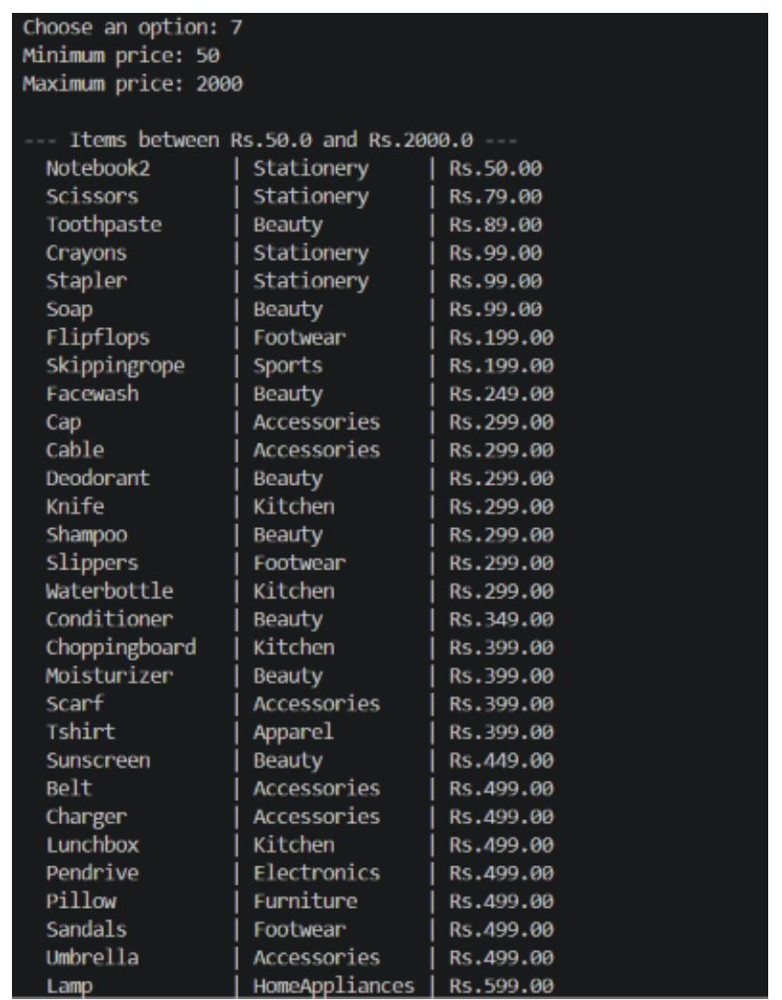 Choose an option: 7
Minimum price: 50
Maximum price: 2000
--- Items between Rs.50.0 and Rs.2000.0 ---
Notebook2 | Stationery | Rs.50.00
Scissors | Stationery | Rs.79.00
Toothpaste | Beauty | Rs.89.00
Crayons | Stationery | Rs.99.00
Stapler | Stationery | Rs.99.00
Soap | Beauty | Rs.99.00
Flipflops | Footwear | Rs.199.00
Skippingrope | Sports | Rs.199.00
Facewash | Beauty | Rs.249.00
Cap | Accessories | Rs.299.00
Cable | Accessories | Rs.299.00
Deodorant | Beauty | Rs.299.00
Knife | Kitchen | Rs.299.00
Shampoo | Beauty | Rs.299.00
Slippers | Footwear | Rs.299.00
Waterbottle | Kitchen | Rs.299.00
Conditioner | Beauty | Rs.349.00
Choppingboard | Kitchen | Rs.399.00
Moisturizer | Beauty | Rs.399.00
Scarf | Accessories | Rs.399.00
Tshirt | Apparel | Rs.399.00
Sunscreen | Beauty | Rs.449.00
Belt | Accessories | Rs.499.00
Charger | Accessories | Rs.499.00
Lunchbox | Kitchen | Rs.499.00
Pendrive | Electronics | Rs.499.00
Pillow | Furniture | Rs.499.00
Sandals | Footwear | Rs.499.00
Umbrella | Accessories | Rs.499.00
Lamp | HomeAppliances | Rs.599.00